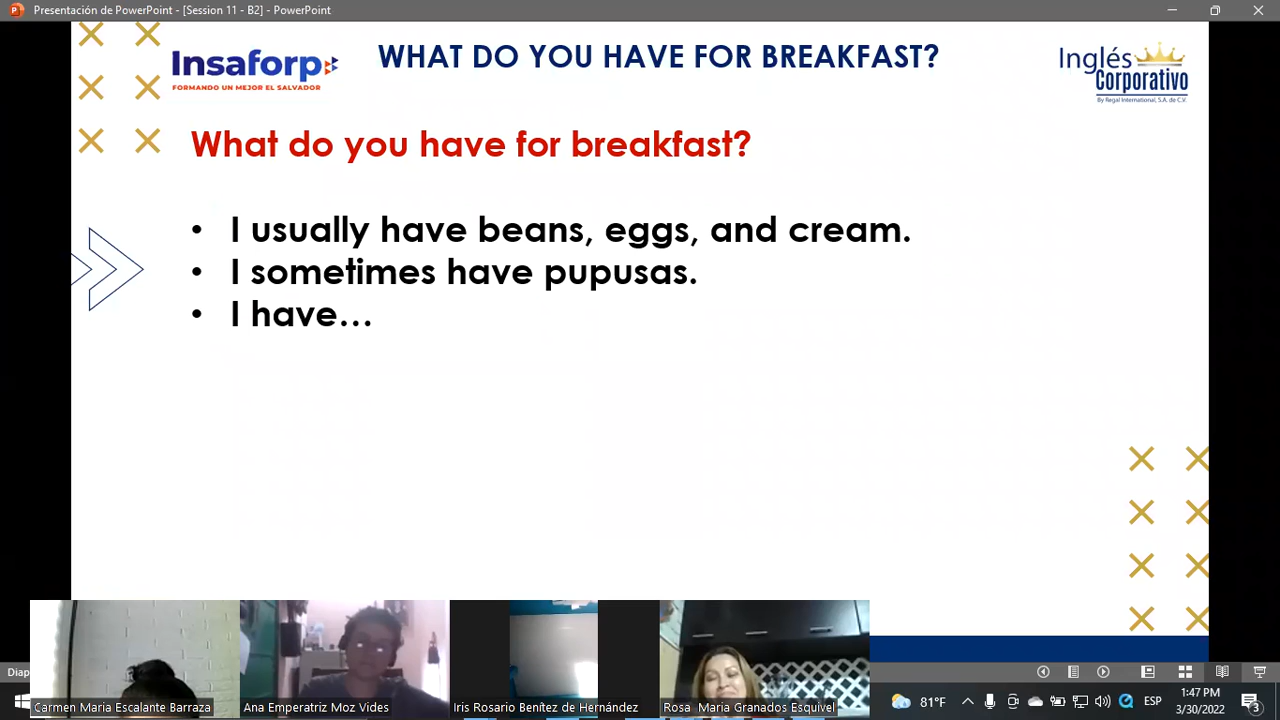 Presentación de PowerPoint - [Session 11 - B2] - PowerPoint
Insaforp
FORMANDO UN MEJOR EL SALVADOR
WHAT DO YOU HAVE FOR BREAKFAST?
Inglés
Corporativo
By Regal International, S.A. de C.V.
What do you have for breakfast?
• I usually have beans, eggs, and cream.
• I sometimes have pupusas.
• I have…
Diap
Carmen Maria Escalante Barraza
Ana Emperatriz Moz Vides
Iris Rosario Benítez de Hernández
Rosa Maria Granados Esquivel
81°F
ESP
1:47 PM
3/30/2022
3